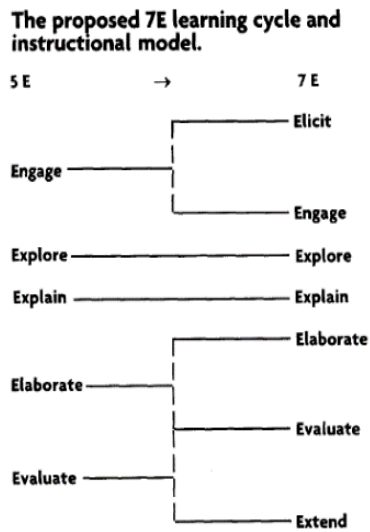 The proposed 7E learning cycle and
instructional model.
5 E → 7 E
Elicit
Engage
Engage
Explore Explore
Explain Explain
Elaborate
Elaborate
Evaluate
Evaluate
Extend